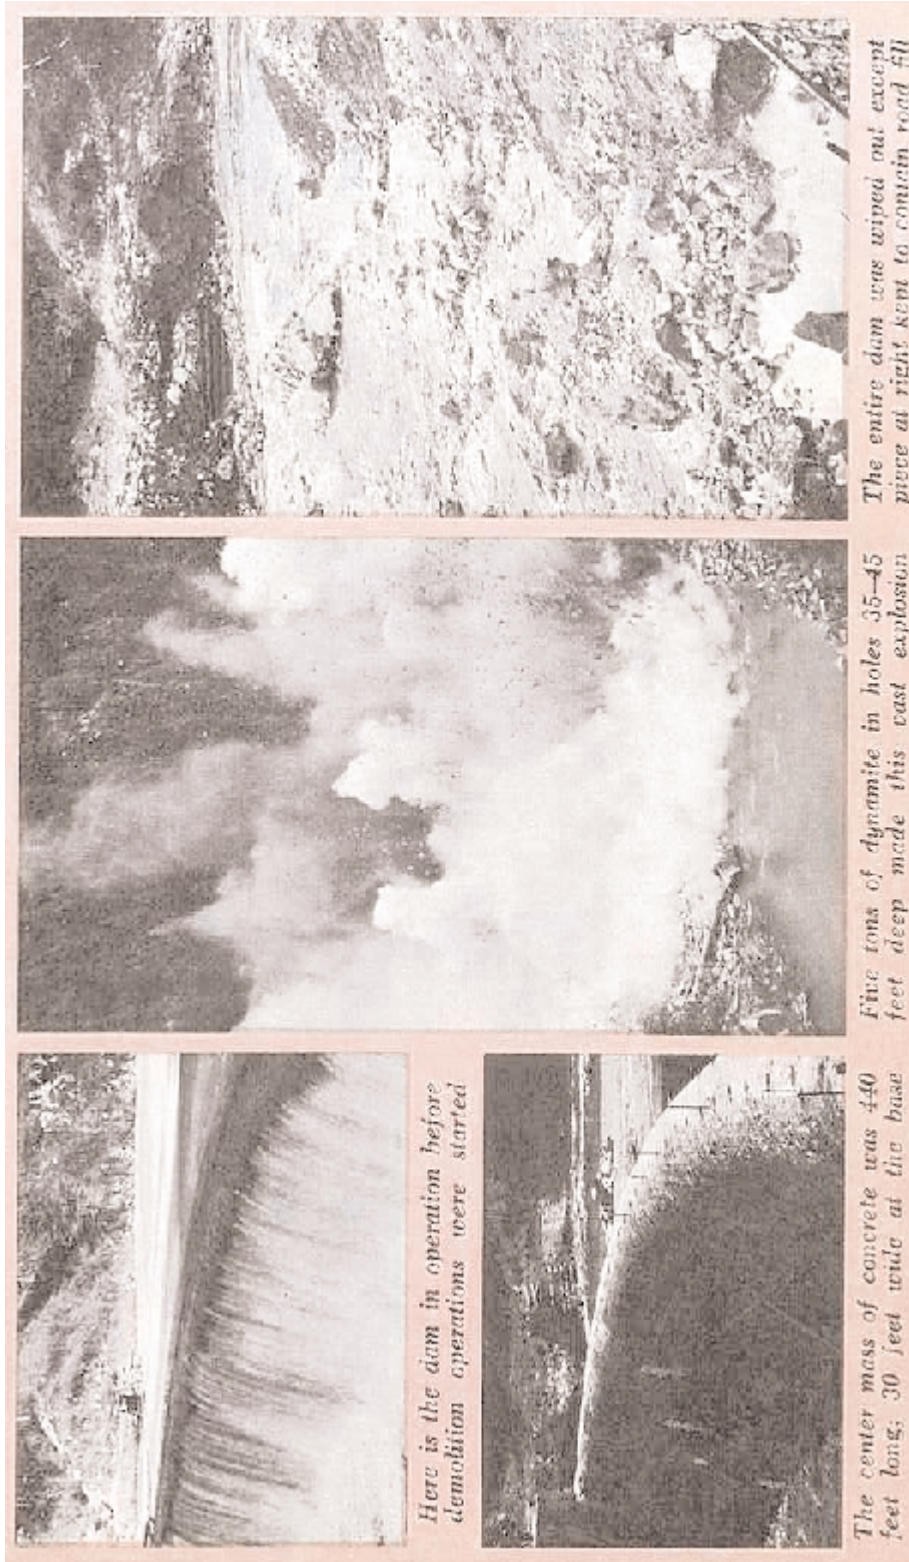 Here is the dam in operation before
demolition operations were started
The center mass of concrete was 440
feet long, 30 feet wide at the base
Five tons of dynamite in holes 35–45
feet deep made this vast explosion
The entire dam was wiped out except
piece at right kept to contain road fill